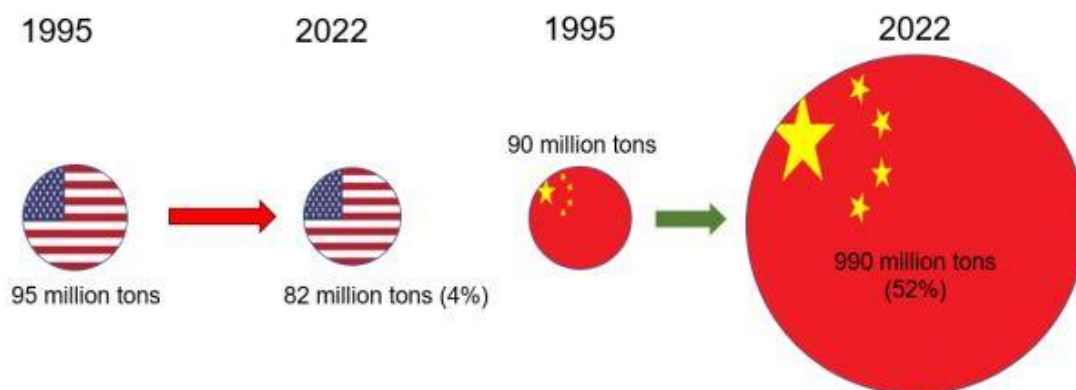 1995
2022
1995
2022
90 million tons
95 million tons
82 million tons (4%)
990 million tons
(52%)